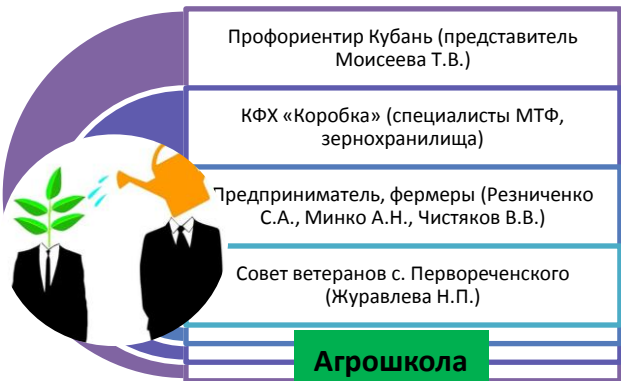 Профориентир Кубань (представитель
Моисеева Т.В.)
КФХ «Коробка» (специалисты МТФ,
зернохранилища)
Предприниматель, фермеры (Резниченко
С.А., Минко А.Н., Чистяков В.В.)
Совет ветеранов с. Первореченского
(Журавлева Н.П.)
Агрошкола